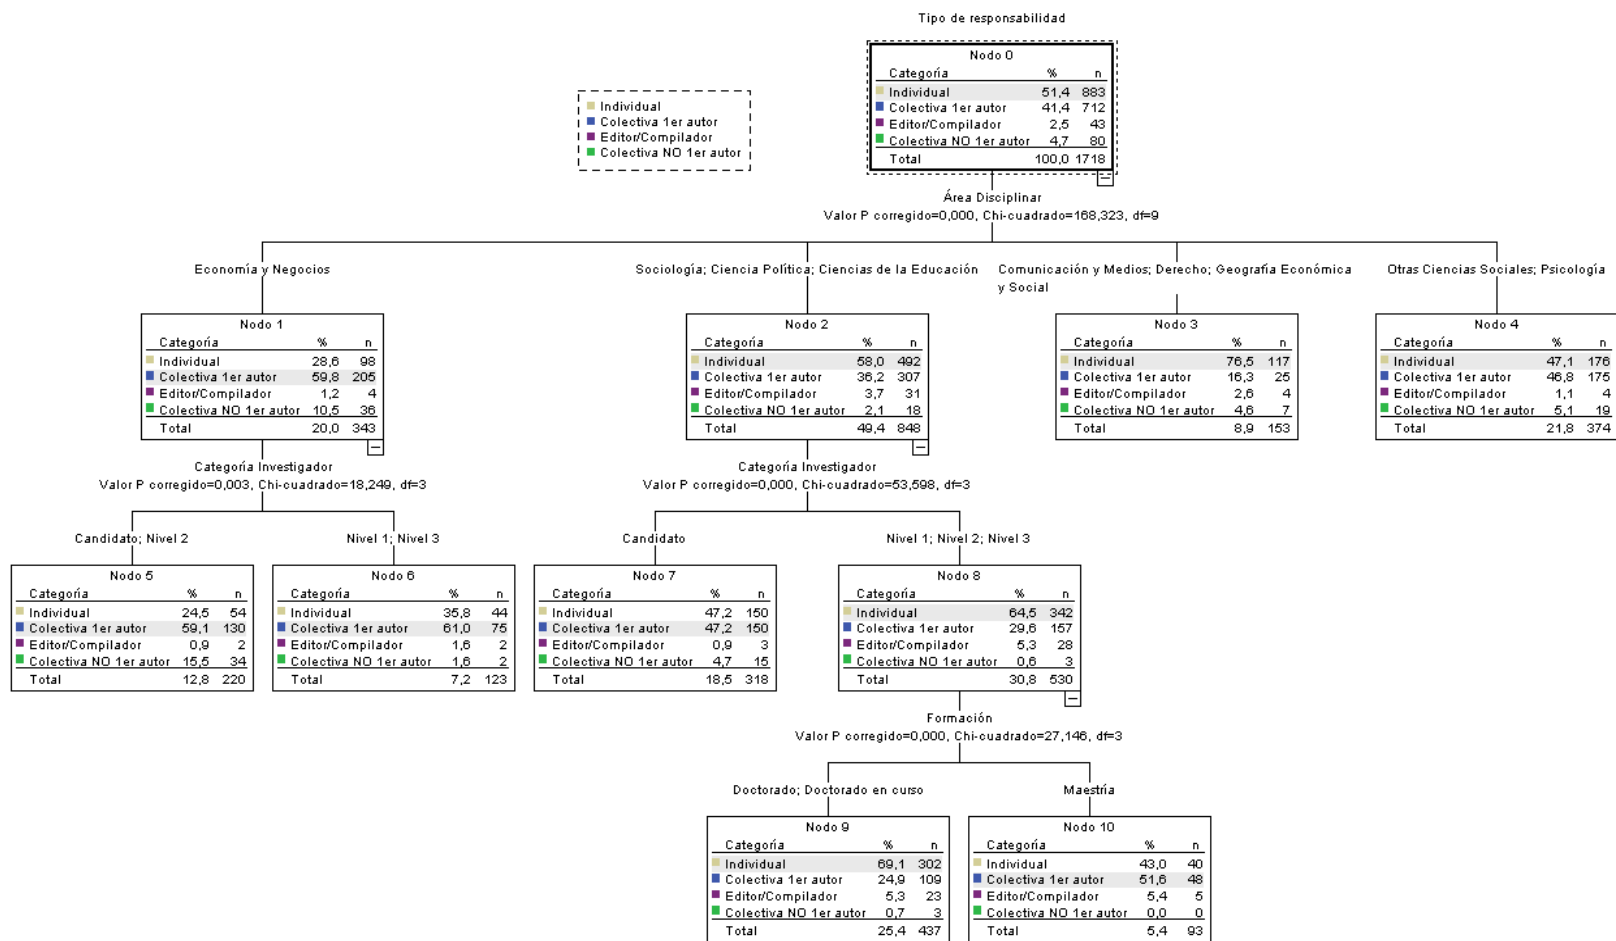 Tipo de responsabilidad
Nodo 0
Categoría % n
Individual 51,4 883
Colectiva 1er autor 41,4 712
Editor/Compilador 2,5 43
Colectiva NO 1er autor 4,7 80
Total 100,0 1718
Individual
Colectiva 1er autor
Editor/Compilador
Colectiva NO 1er autor
Área Disciplinar
Valor P corregido=0,000, Chi-cuadrado=168,323, df=9
Economía y Negocios
Sociología; Ciencia Política; Ciencias de la Educación
Comunicación y Medios; Derecho; Geografía Económica
y Social
Otras Ciencias Sociales; Psicología
Nodo 1
Categoría % n
Individual 28,6 98
Colectiva 1er autor 59,8 205
Editor/Compilador 1,2 4
Colectiva NO 1er autor 10,5 36
Total 20,0 343
Nodo 2
Categoría % n
Individual 58,0 492
Colectiva 1er autor 36,2 307
Editor/Compilador 3,7 31
Colectiva NO 1er autor 2,1 18
Total 49,4 848
Nodo 3
Categoría % n
Individual 76,5 117
Colectiva 1er autor 16,3 25
Editor/Compilador 2,6 4
Colectiva NO 1er autor 4,6 7
Total 8,9 153
Nodo 4
Categoría % n
Individual 47,1 176
Colectiva 1er autor 46,8 175
Editor/Compilador 1,1 4
Colectiva NO 1er autor 5,1 19
Total 21,8 374
Categoría Investigador
Valor P corregido=0,003, Chi-cuadrado=18,249, df=3
Categoría Investigador
Valor P corregido=0,000, Chi-cuadrado=53,598, df=3
Candidato; Nivel 2
Nivel 1; Nivel 3
Candidato
Nivel 1; Nivel 2; Nivel 3
Nodo 5
Categoría % n
Individual 24,5 54
Colectiva 1er autor 59,1 130
Editor/Compilador 0,9 2
Colectiva NO 1er autor 15,5 34
Total 12,8 220
Nodo 6
Categoría % n
Individual 35,8 44
Colectiva 1er autor 61,0 75
Editor/Compilador 1,6 2
Colectiva NO 1er autor 1,6 2
Total 7,2 123
Nodo 7
Categoría % n
Individual 47,2 150
Colectiva 1er autor 47,2 150
Editor/Compilador 0,9 3
Colectiva NO 1er autor 4,7 15
Total 18,5 318
Nodo 8
Categoría % n
Individual 64,5 342
Colectiva 1er autor 29,6 157
Editor/Compilador 5,3 28
Colectiva NO 1er autor 0,6 3
Total 30,8 530
Formación
Valor P corregido=0,000, Chi-cuadrado=27,146, df=3
Doctorado; Doctorado en curso
Maestría
Nodo 9
Categoría % n
Individual 69,1 302
Colectiva 1er autor 24,9 109
Editor/Compilador 5,3 23
Colectiva NO 1er autor 0,7 3
Total 25,4 437
Nodo 10
Categoría % n
Individual 43,0 40
Colectiva 1er autor 51,6 48
Editor/Compilador 5,4 5
Colectiva NO 1er autor 0,0 0
Total 5,4 93